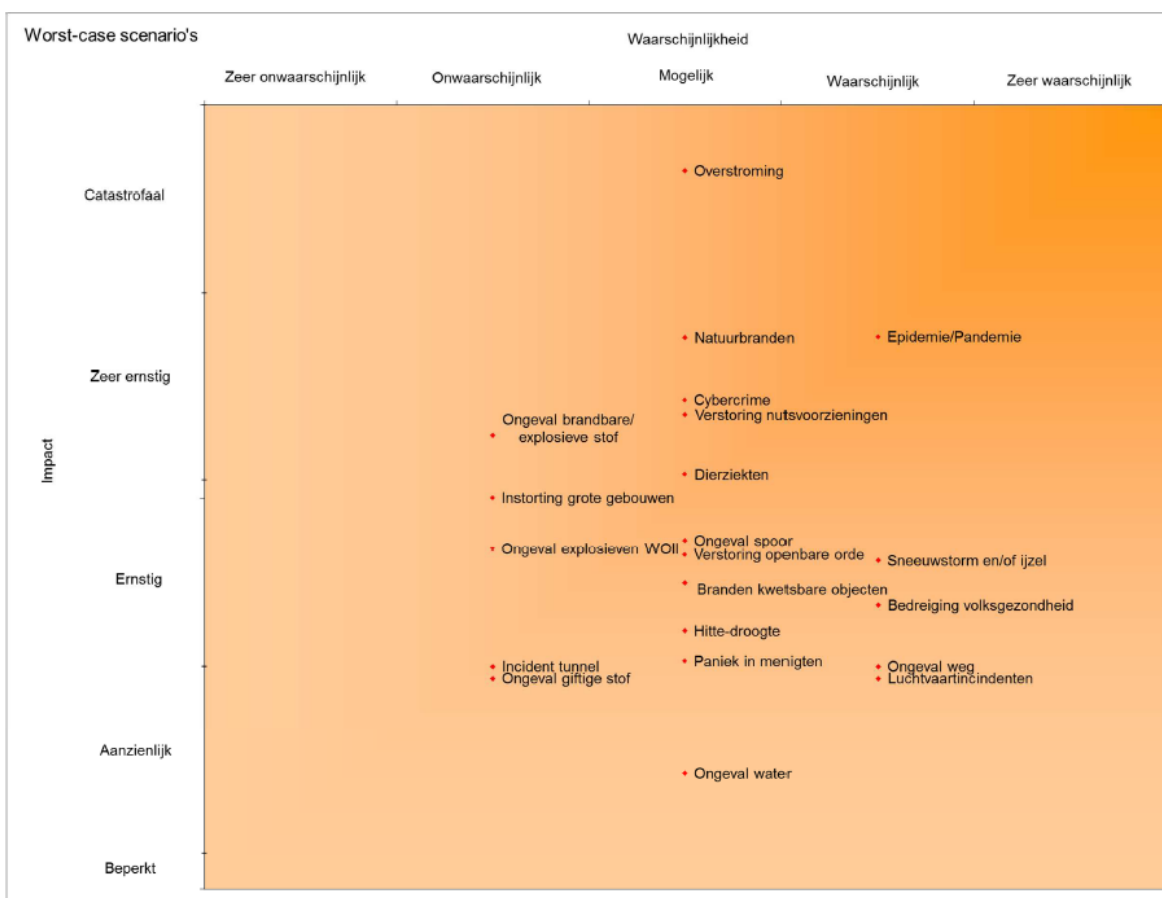 Worst-case scenario's
Waarschijnlijkheid
Zeer onwaarschijnlijk
Onwaarschijnlijk
Mogelijk
Waarschijnlijk
Zeer waarschijnlijk
Catastrofaal
Overstroming
Natuurbranden
Epidemie/Pandemie
Zeer ernstig
Cybercrime
Verstoring nutsvoorzieningen
Ongeval brandbare/
explosieve stof
Impact
Dierziekten
Instorting grote gebouwen
Ongeval spoor
Ongeval explosieven WOII
Verstoring openbare orde
Sneeuwstorm en/of ijzel
Ernstig
Branden kwetsbare objecten
Bedreiging volksgezondheid
Hitte-droogte
Paniek in menigten
Incident tunnel
Ongeval weg
Ongeval giftige stof
Luchtvaartincindenten
Aanzienlijk
Ongeval water
Beperkt